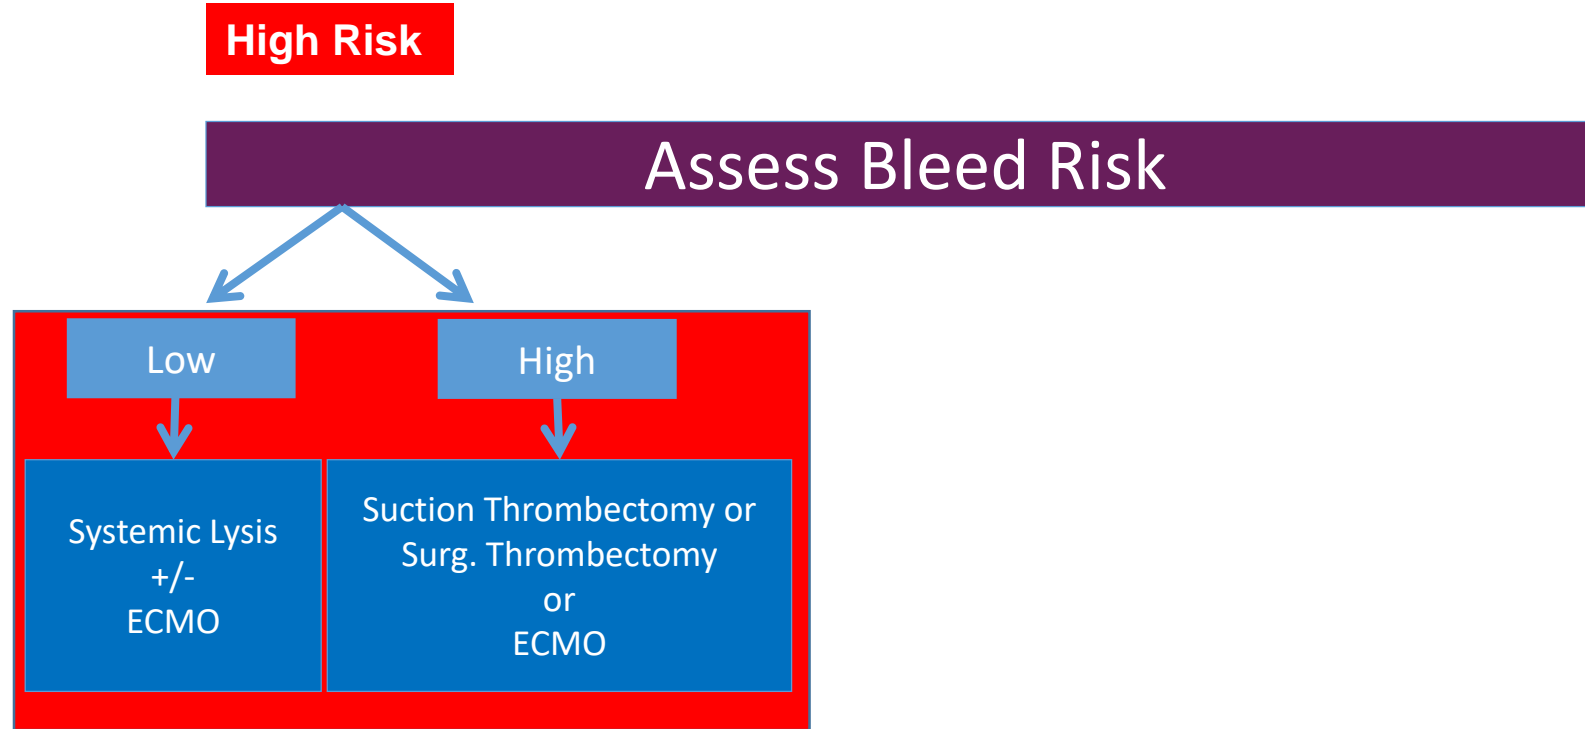 High Risk
Assess Bleed Risk
Low
High
Systemic Lysis
+/-
ECMO
Suction Thrombectomy or
Surg. Thrombectomy
or
ECMO